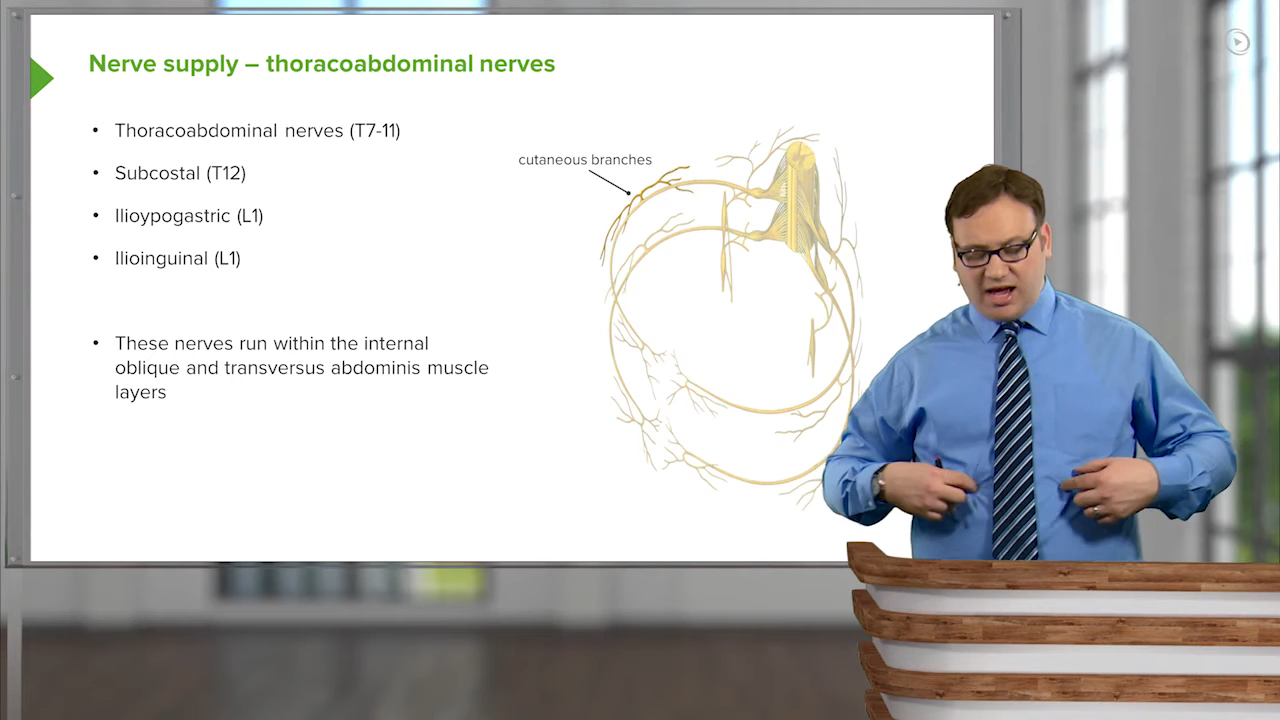 Nerve supply – thoracoabdominal nerves
• Thoracoabdominal nerves (T7-11)
• Subcostal (T12)
• Ilioypogastric (L1)
• Ilioinguinal (L1)
• These nerves run within the internal
oblique and transversus abdominis muscle
layers
cutaneous branches